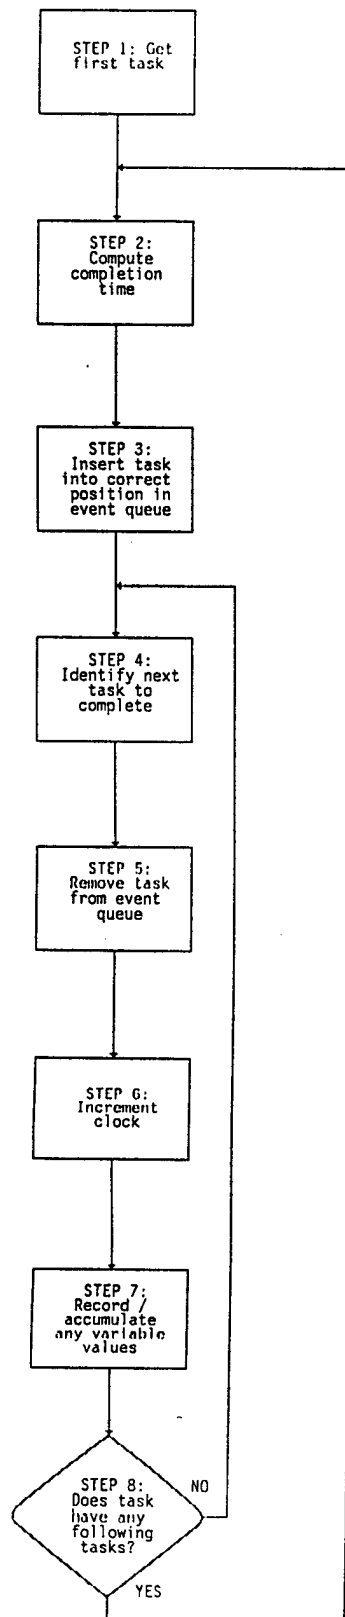 STEP 1: Get
first task
STEP 2:
Compute
completion
time
STEP 3:
Insert task
into correct
position in
event queue
STEP 4:
Identify next
task to
complete
STEP 5:
Remove task
from event
queue
STEP 6:
Increment
clock
STEP 7:
Record /
accumulate
any variable
values
STEP 8:
Does task
have any
following
tasks?
NO
YES